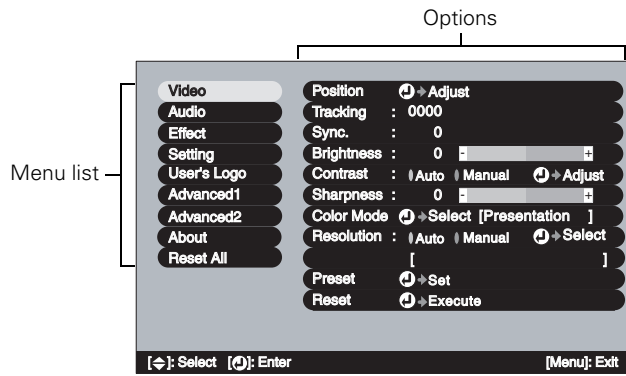 Options
Menu list
Video
Audio
Effect
Setting
User's Logo
Advanced1
Advanced2
About
Reset All
Position Adjust
Tracking : 0000
Sync. : 0
Brightness : 0 - +
Contrast : Auto Manual Adjust
Sharpness : 0 - +
Color Mode Select [Presentation ]
Resolution : Auto Manual Select
[ ]
Preset Set
Reset Execute
[ ]: Select [ ]: Enter [Menu]: Exit